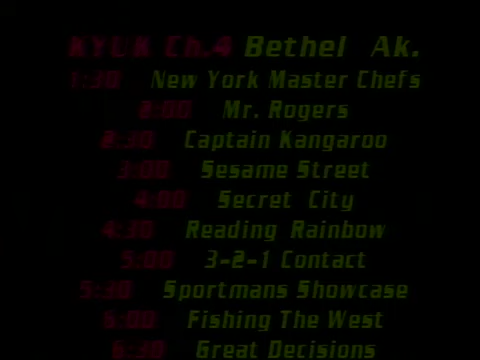 KYUK Ch.4 Bethel Ak.
1:30 New York Master Chefs
2:00 Mr. Rogers
2:30 Captain Kangaroo
3:00 Sesame Street
4:00 Secret City
4:30 Reading Rainbow
5:00 3-2-1 Contact
5:30 Sportmans Showcase
6:00 Fishing The West
6:30 Great Decisions